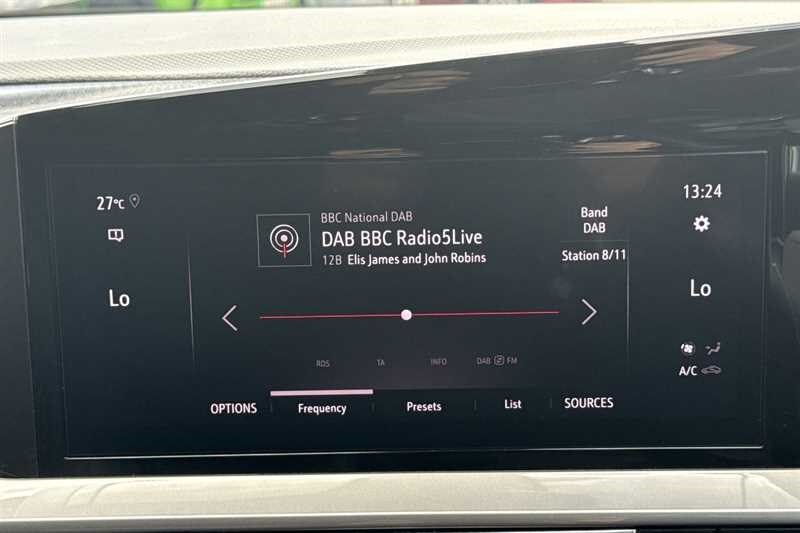 27°C
13:24
BBC National DAB
DAB BBC Radio5Live
12B Elis James and John Robins
Band
DAB
Station 8/11
Lo
Lo
RDS
TA
INFO
DAB FM
A/C
OPTIONS
Frequency
Presets
List
SOURCES